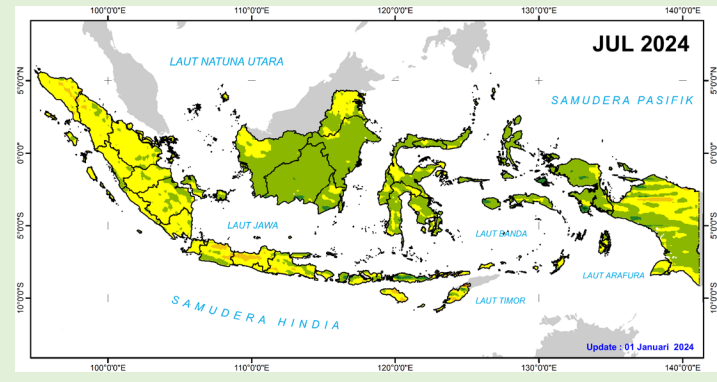 100°0'0"E 110°0'0"E 120°0'0"E 130°0'0"E 140°0'0"E
JUL 2024
LAUT NATUNA UTARA
5°0'0"N 5°0'0"N
SAMUDERA PASIFIK
0°0'0" 0°0'0"
LAUT JAWA
LAUT BANDA
5°0'0"S 5°0'0"S
LAUT ARAFURA
SAMUDERA HINDIA
LAUT TIMOR
10°0'0"S 10°0'0"S
Update : 01 Januari 2024
100°0'0"E 110°0'0"E 120°0'0"E 130°0'0"E 140°0'0"E